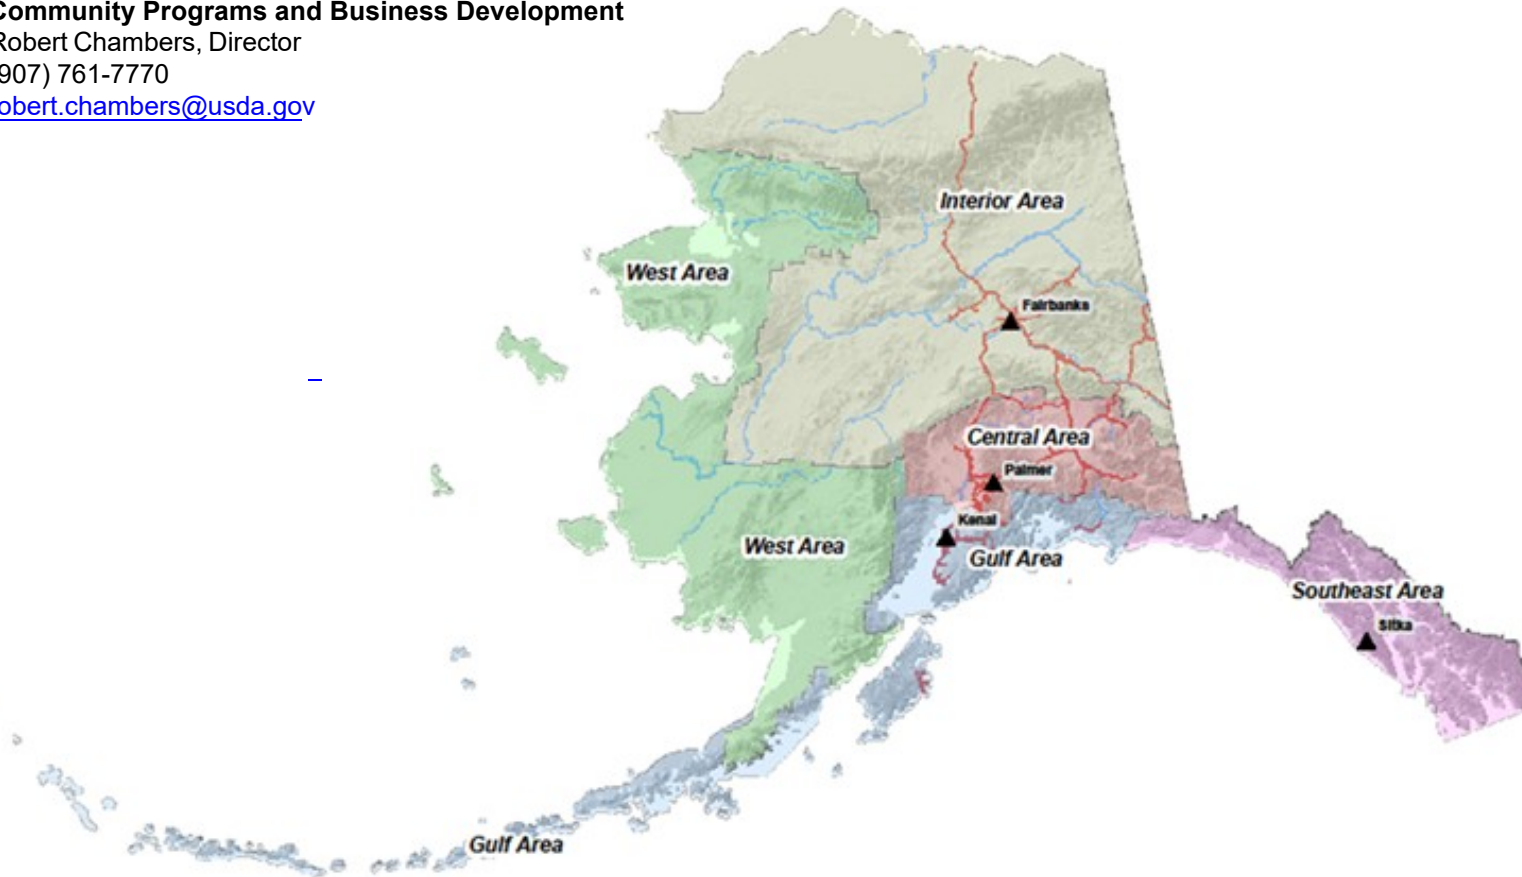 Community Programs and Business Development
Robert Chambers, Director
907) 761-7770
obert.chambers@usda.gov
Interior Area
West Area
Fairbanks
Central Area
Palmer
Kenai
West Area
Gulf Area
Southeast Area
Sitka
Gulf Area